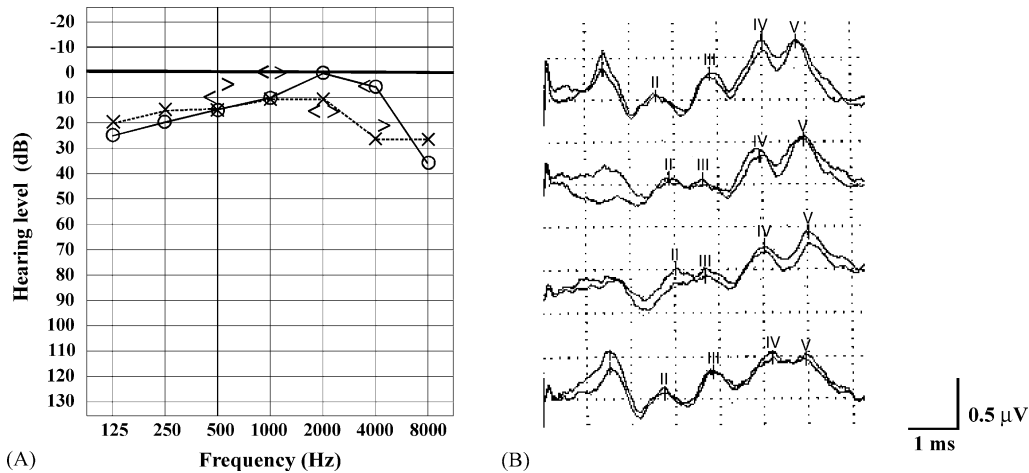 -20
-10
0
10
20
30
40
50
60
70
80
90
100
110
120
130
Hearing level (dB)
125 250 500 1000 2000 4000 8000
Frequency (Hz)
(A)
II III IV V
II III IV V
II III IV V
II III IV V
0.5 µV
1 ms
(B)